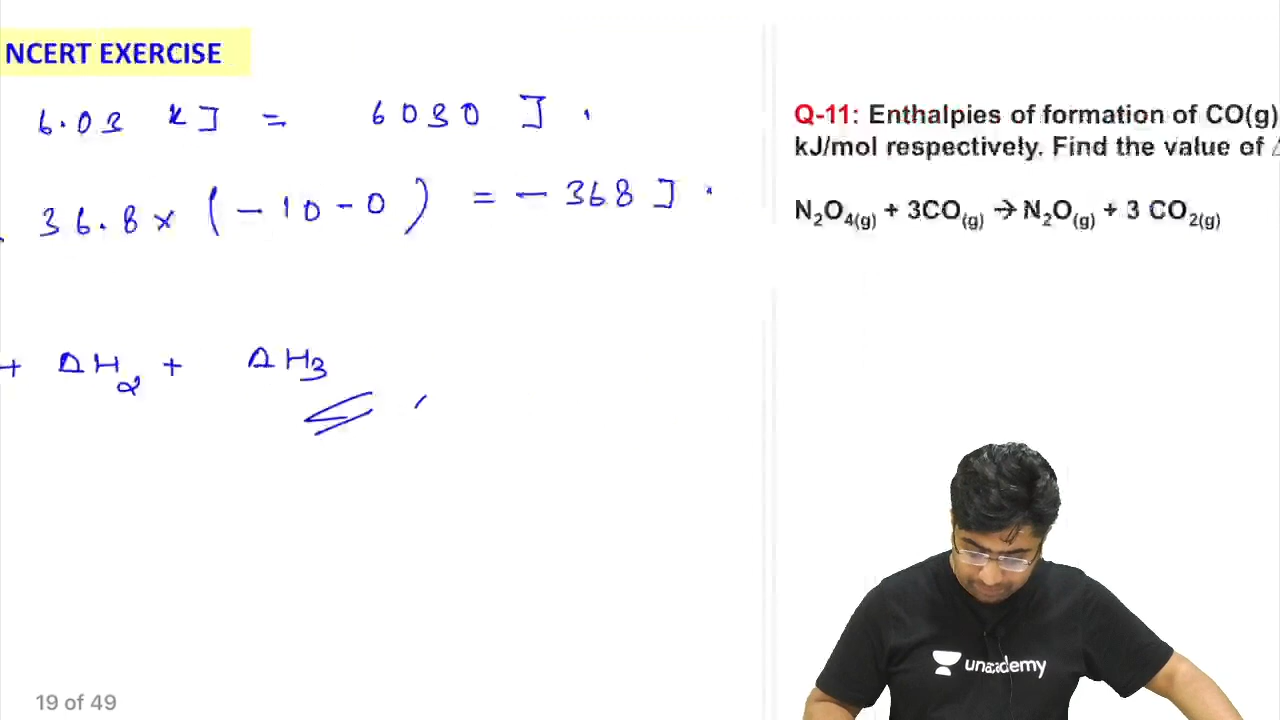 NCERT EXERCISE
6.03 kJ = 6030 J .
36.8 × ( - 10 - 0 ) = - 368 J .
+ ΔH2 + ΔH3
Q-11: Enthalpies of formation of CO(g)
kJ/mol respectively. Find the value of
N2O4(g) + 3CO(g) → N2O(g) + 3 CO2(g)
unacademy
19 of 49